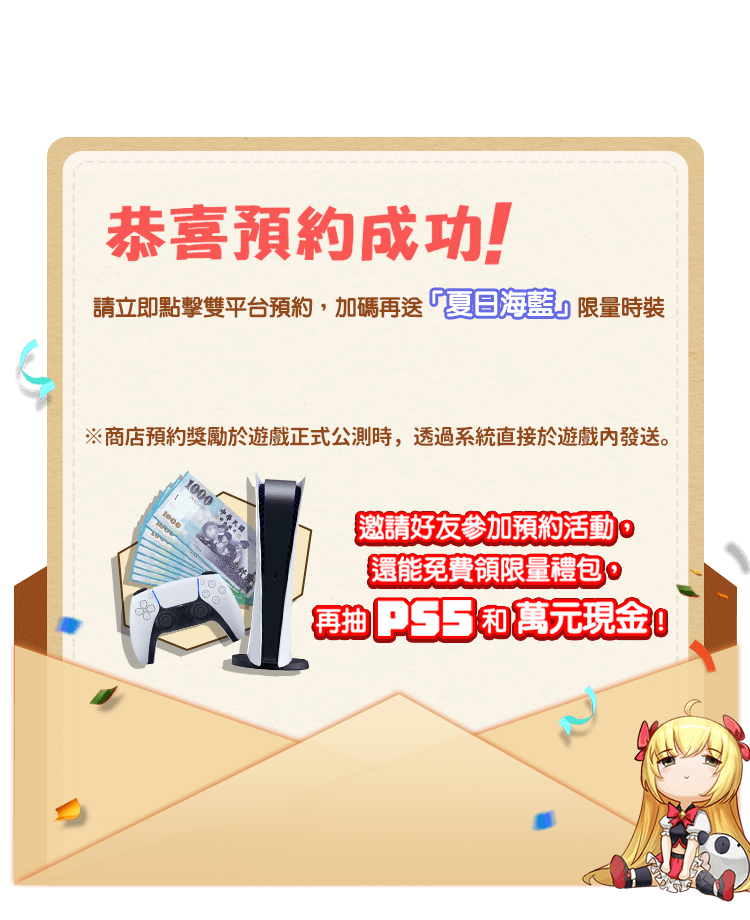 恭喜預約成功!
請立即點擊雙平台預約，加碼再送「夏日海藍」限量時裝
※商店預約獎勵於遊戲正式公測時，透過系統直接於遊戲內發送。
1000
1000
1000
邀請好友參加預約活動，
還能免費領限量禮包，
再抽 PS5 和 萬元現金！